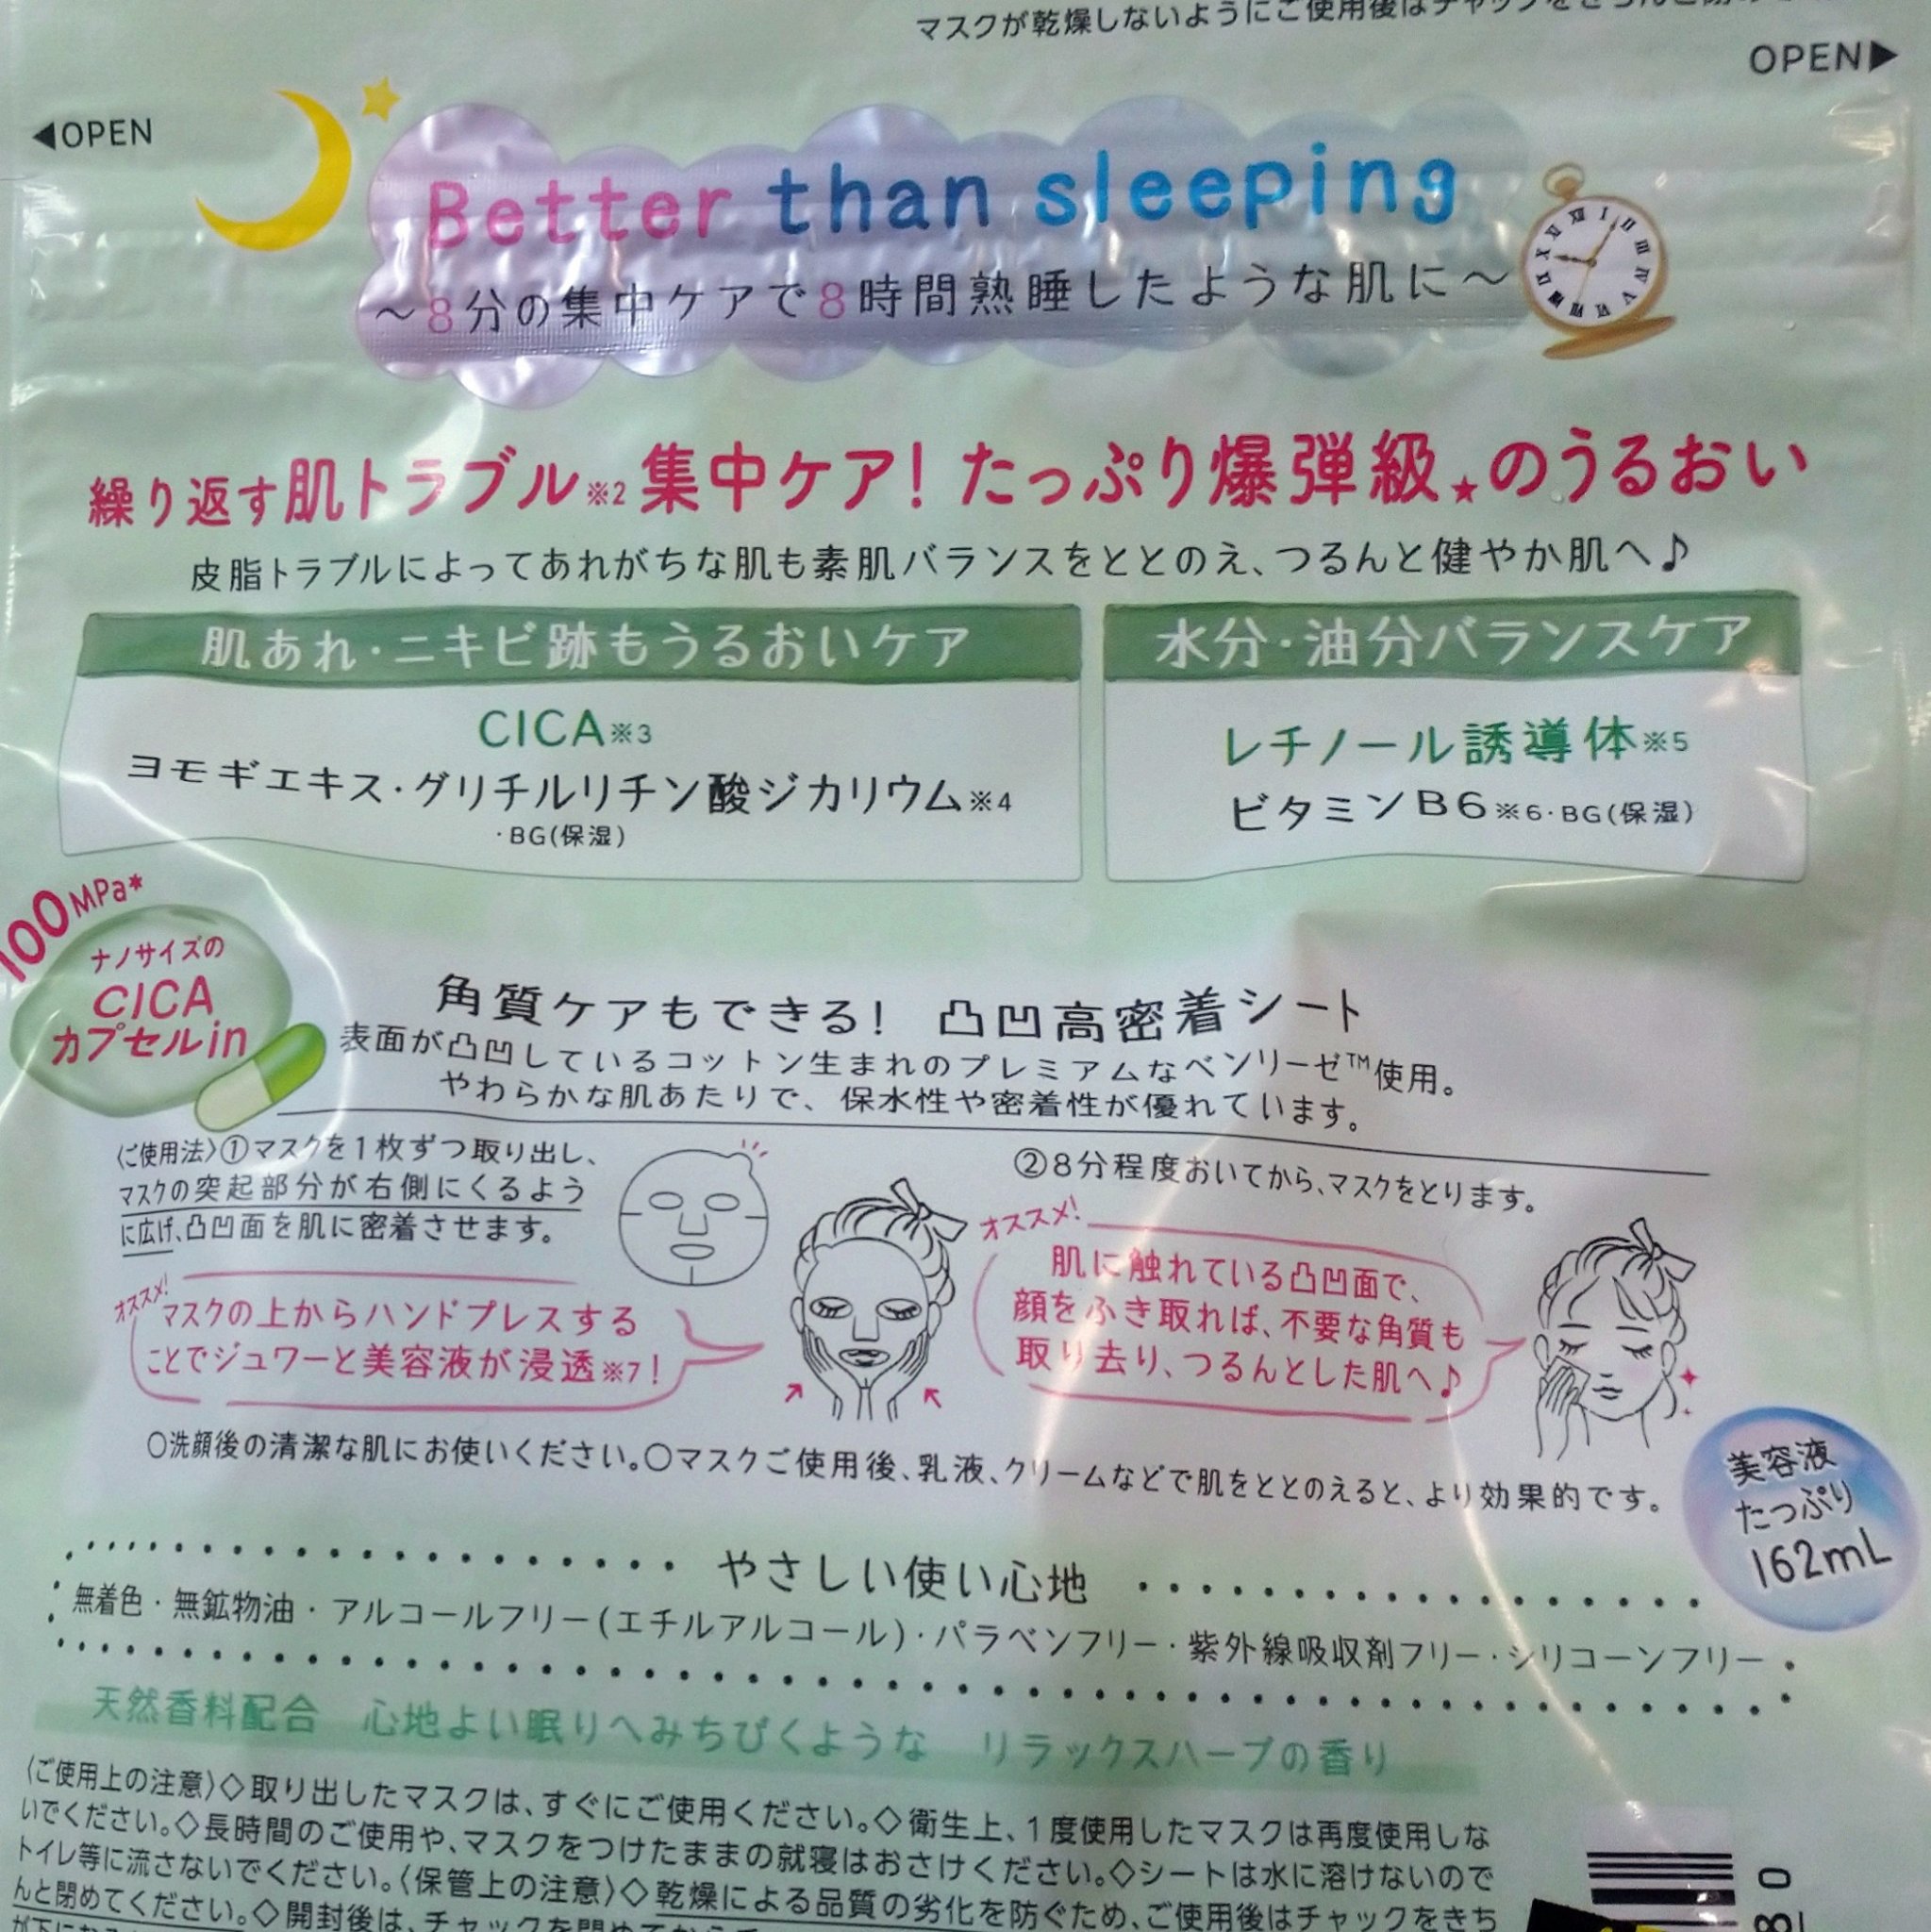 マスクが乾燥しないようにご使用後はチャックをきちんと閉め
OPEN▶
◀OPEN
Better than sleeping
～8分の集中ケアで8時間熟睡したような肌に～
繰り返す肌トラブル※2集中ケア！たっぷり爆弾級★のうるおい
皮脂トラブルによってあれがちな肌も素肌バランスをととのえ、つるんと健やか肌へ♪
肌あれ・ニキビ跡もうるおいケア
CICA※3
ヨモギエキス・グリチルリチン酸ジカリウム※4
・BG(保湿)
水分・油分バランスケア
レチノール誘導体※5
ビタミンB6※6・BG(保湿)
100MPa*
ナノサイズの
CICA
カプセルin
角質ケアもできる！ 凸凹高密着シート
表面が凸凹しているコットン生まれのプレミアムなベンリーゼ™使用。
やわらかな肌あたりで、保水性や密着性が優れています。
〈ご使用法〉①マスクを1枚ずつ取り出し、
マスクの突起部分が右側にくるよう
に広げ、凸凹面を肌に密着させます。
オススメ!
マスクの上からハンドプレスする
ことでジュワーと美容液が浸透※7！
②8分程度おいてから、マスクをとります。
オススメ!
肌に触れている凸凹面で、
顔をふき取れば、不要な角質も
取り去り、つるんとした肌へ♪
○洗顔後の清潔な肌にお使いください。○マスクご使用後、乳液、クリームなどで肌をととのえると、より効果的です。
美容液
たっぷり
162mL
やさしい使い心地
無着色・無鉱物油・アルコールフリー(エチルアルコール)・パラベンフリー・紫外線吸収剤フリー・シリコーンフリー
天然香料配合 心地よい眠りへみちびくような リラックスハーブの香り
〈ご使用上の注意〉◇取り出したマスクは、すぐにご使用ください。◇衛生上、1度使用したマスクは再度使用しな
いでください。◇長時間のご使用や、マスクをつけたままの就寝はおさけください。◇シートは水に溶けないので
トイレ等に流さないでください。〈保管上の注意〉◇乾燥による品質の劣化を防ぐため、ご使用後はチャックをきち
んと閉めてください。◇開封後は、チャックを閉めて
80